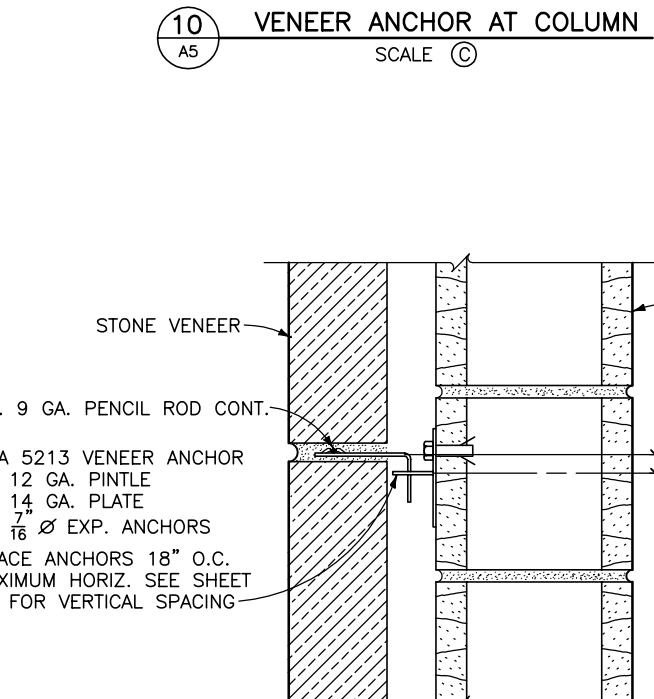 10
A5
VENEER ANCHOR AT COLUMN
SCALE C
STONE VENEER
. 9 GA. PENCIL ROD CONT.
A 5213 VENEER ANCHOR
12 GA. PINTLE
14 GA. PLATE
7/16" Ø EXP. ANCHORS
ACE ANCHORS 18" O.C.
XIMUM HORIZ. SEE SHEET
FOR VERTICAL SPACING